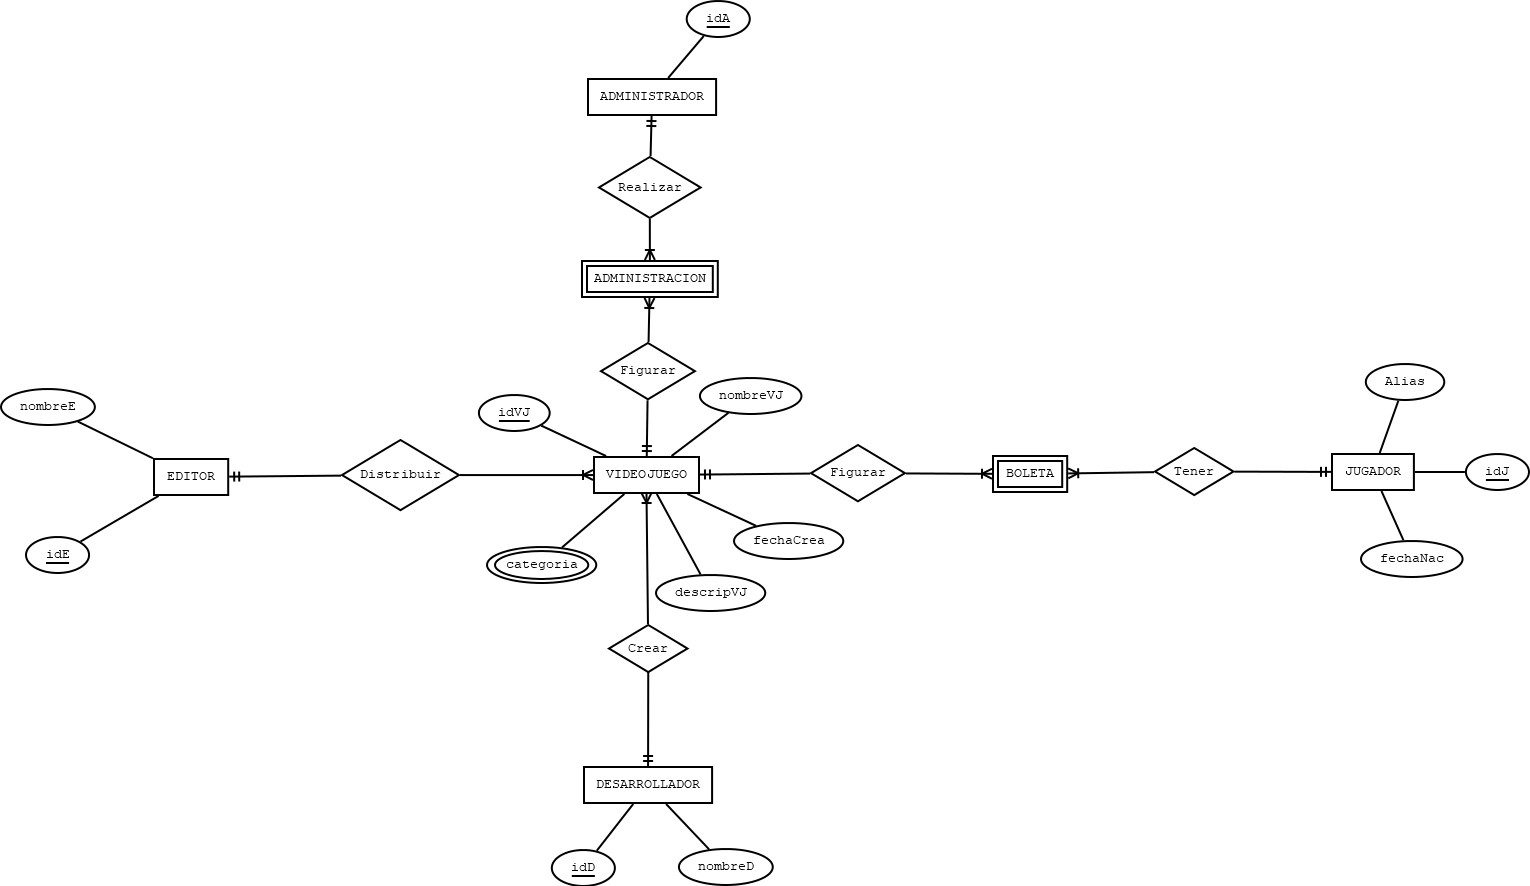 idA
ADMINISTRADOR
Realizar
ADMINISTRACION
Figurar
nombreE
idVJ
nombreVJ
Alias
EDITOR
Distribuir
VIDEOJUEGO
Figurar
BOLETA
Tener
JUGADOR
idJ
idE
categoria
descripVJ
fechaCrea
fechaNac
Crear
DESARROLLADOR
idD
nombreD